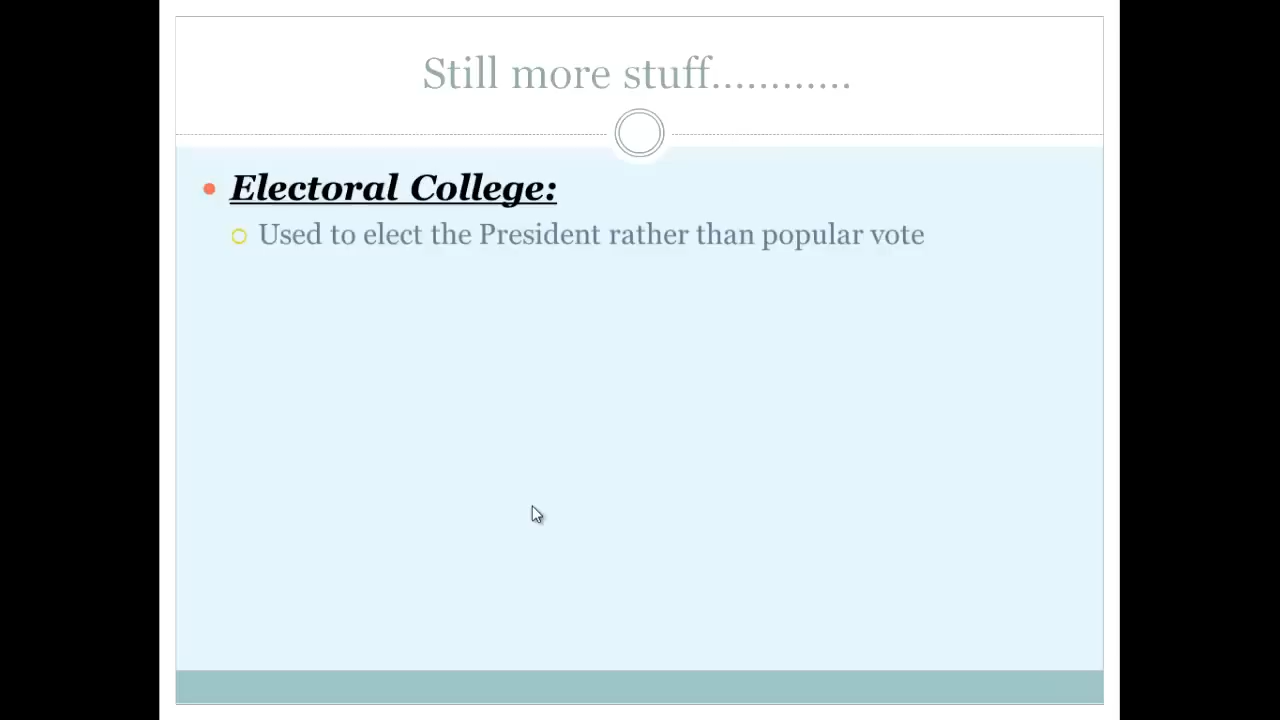 Still more stuff............
Electoral College:
Used to elect the President rather than popular vote